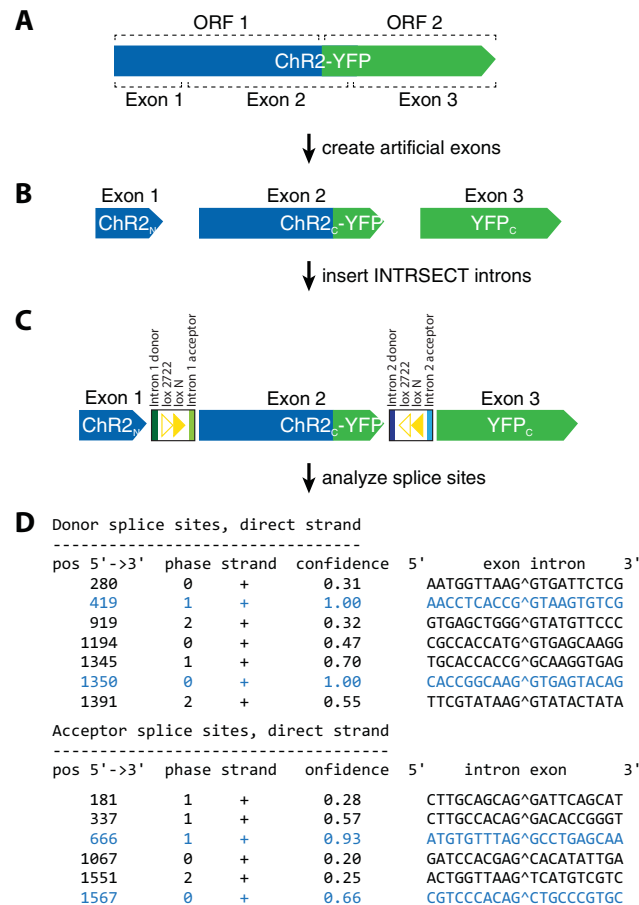 A
ORF 1 ORF 2
ChR2-YFP
Exon 1 Exon 2 Exon 3
create artificial exons
B
Exon 1 Exon 2 Exon 3
ChR2N ChR2C-YFP YFPC
insert INTRSECT introns
C
Intron 1 donor
lox 2722
lox N
Intron 1 acceptor
Intron 2 donor
lox 2722
lox N
Intron 2 acceptor
Exon 1 Exon 2 Exon 3
ChR2N ChR2C-YFP YFPC
analyze splice sites
D
Donor splice sites, direct strand
---------------------------------
pos 5'->3' phase strand confidence 5' exon intron 3'
280 0 + 0.31 AATGGTTAAG^GTGATTCTCG
419 1 + 1.00 AACCTCACCG^GTAAGTGTCG
919 2 + 0.32 GTGAGCTGGG^GTATGTTCCC
1194 0 + 0.47 CGCCACCATG^GTGAGCAAGG
1345 1 + 0.70 TGCACCACCG^GCAAGGTGAG
1350 0 + 1.00 CACCGGCAAG^GTGAGTACAG
1391 2 + 0.55 TTCGTATAAG^GTATACTATA
Acceptor splice sites, direct strand
------------------------------------
pos 5'->3' phase strand onfidence 5' intron exon 3'
181 1 + 0.28 CTTGCAGCAG^GATTCAGCAT
337 1 + 0.57 CTTGCCACAG^GACACCGGGT
666 1 + 0.93 ATGTGTTTAG^GCCTGAGCAA
1067 0 + 0.20 GATCCACGAG^CACATATTGA
1551 2 + 0.25 ACTGGTTAAG^TCATGTCGTC
1567 0 + 0.66 CGTCCCACAG^CTGCCCGTGC